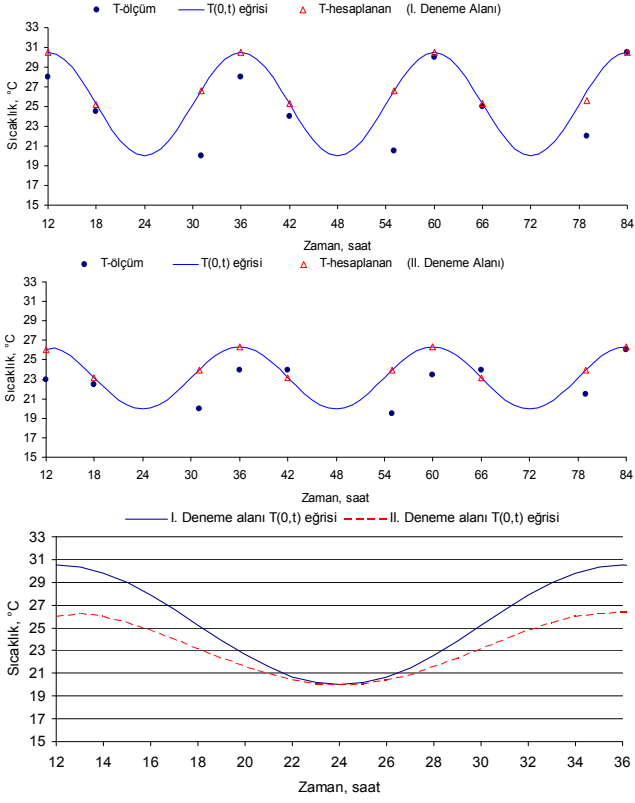 T-ölçüm T(0,t) eğrisi T-hesaplanan (I. Deneme Alanı)
Sıcaklık, °C
33
31
29
27
25
23
21
19
17
15
12 18 24 30 36 42 48 54 60 66 72 78 84
Zaman, saat
T-ölçüm T(0,t) eğrisi T-hesaplanan (II. Deneme Alanı)
Sıcaklık, °C
33
31
29
27
25
23
21
19
17
15
12 18 24 30 36 42 48 54 60 66 72 78 84
Zaman, saat
I. Deneme alanı T(0,t) eğrisi II. Deneme alanı T(0,t) eğrisi
Sıcaklık, °C
33
31
29
27
25
23
21
19
17
15
12 14 16 18 20 22 24 26 28 30 32 34 36
Zaman, saat